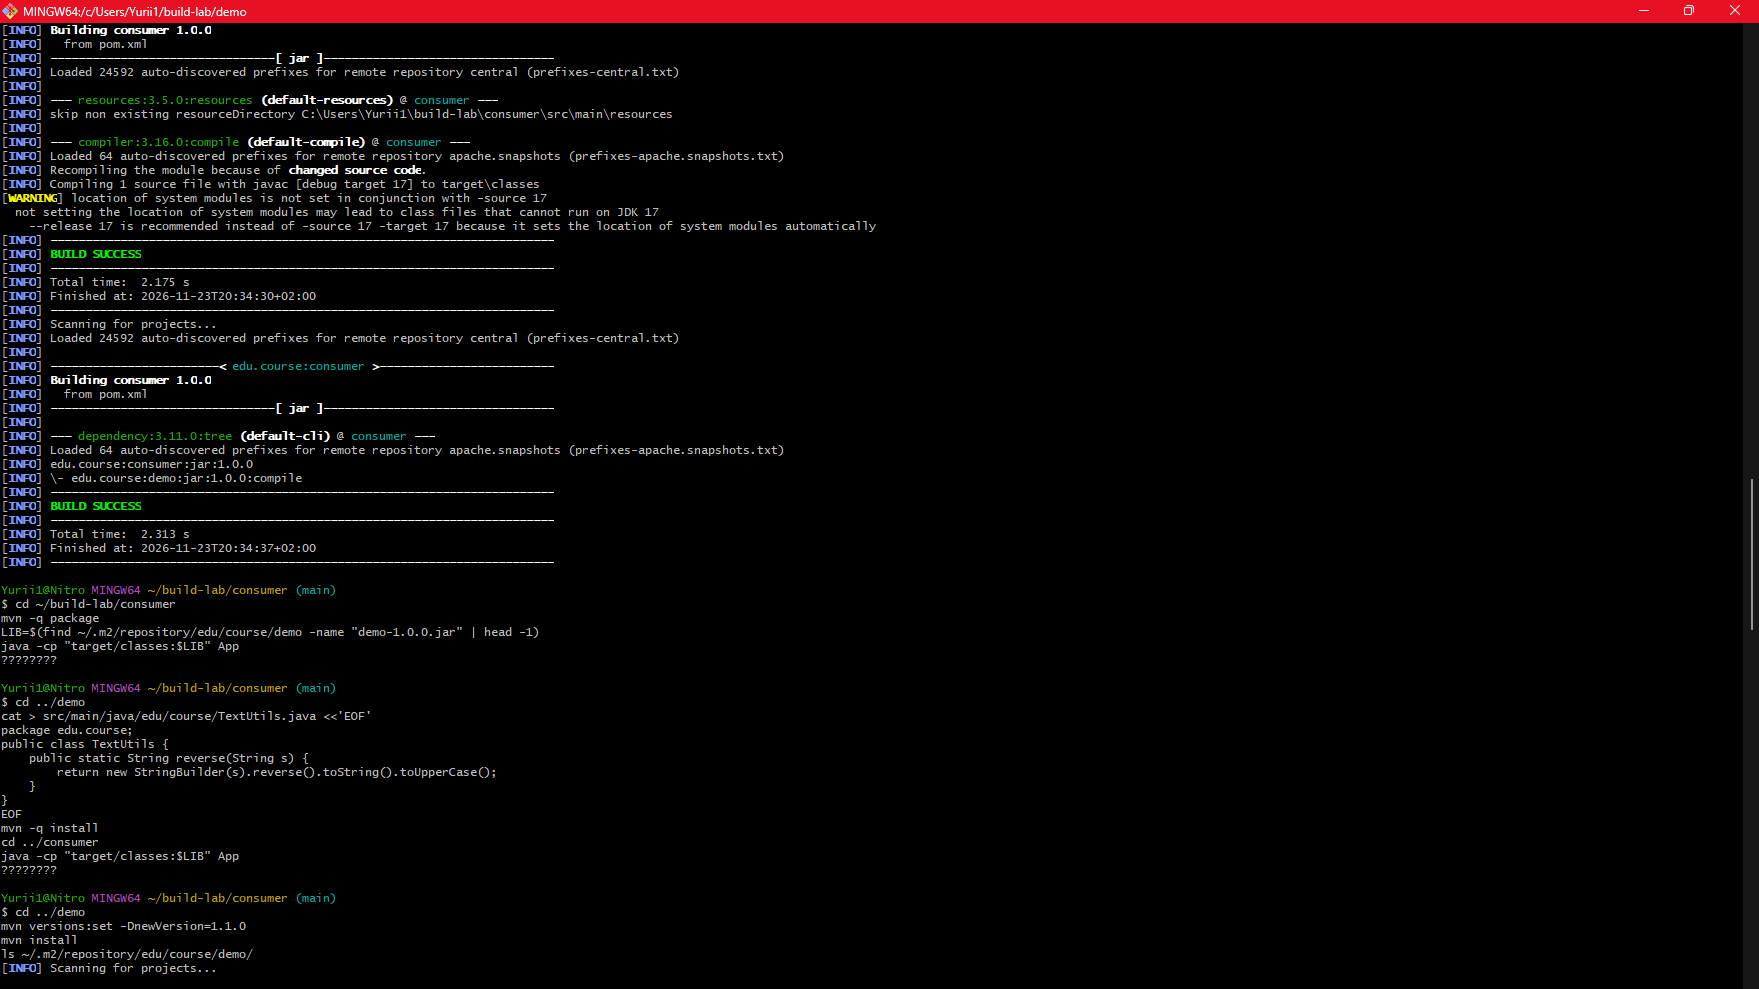 MINGW64:/c/Users/Yurii1/build-lab/demo
[INFO] Building consumer 1.0.0
[INFO]   from pom.xml
[INFO] --------------------------------[ jar ]---------------------------------
[INFO] Loaded 24592 auto-discovered prefixes for remote repository central (prefixes-central.txt)
[INFO]
[INFO] --- resources:3.5.0:resources (default-resources) @ consumer ---
[INFO] skip non existing resourceDirectory C:\Users\Yurii1\build-lab\consumer\src\main\resources
[INFO]
[INFO] --- compiler:3.16.0:compile (default-compile) @ consumer ---
[INFO] Loaded 64 auto-discovered prefixes for remote repository apache.snapshots (prefixes-apache.snapshots.txt)
[INFO] Recompiling the module because of changed source code.
[INFO] Compiling 1 source file with javac [debug target 17] to target\classes
[WARNING] location of system modules is not set in conjunction with -source 17
  not setting the location of system modules may lead to class files that cannot run on JDK 17
    --release 17 is recommended instead of -source 17 -target 17 because it sets the location of system modules automatically
[INFO] ------------------------------------------------------------------------
[INFO] BUILD SUCCESS
[INFO] ------------------------------------------------------------------------
[INFO] Total time:  2.175 s
[INFO] Finished at: 2026-11-23T20:34:30+02:00
[INFO] ------------------------------------------------------------------------
[INFO] Scanning for projects...
[INFO] Loaded 24592 auto-discovered prefixes for remote repository central (prefixes-central.txt)
[INFO]
[INFO] ------------------------< edu.course:consumer >-------------------------
[INFO] Building consumer 1.0.0
[INFO]   from pom.xml
[INFO] --------------------------------[ jar ]---------------------------------
[INFO]
[INFO] --- dependency:3.11.0:tree (default-cli) @ consumer ---
[INFO] Loaded 64 auto-discovered prefixes for remote repository apache.snapshots (prefixes-apache.snapshots.txt)
[INFO] edu.course:consumer:jar:1.0.0
[INFO] \- edu.course:demo:jar:1.0.0:compile
[INFO] ------------------------------------------------------------------------
[INFO] BUILD SUCCESS
[INFO] ------------------------------------------------------------------------
[INFO] Total time:  2.313 s
[INFO] Finished at: 2026-11-23T20:34:37+02:00
[INFO] ------------------------------------------------------------------------
Yurii1@Nitro MINGW64 ~/build-lab/consumer (main)
$ cd ~/build-lab/consumer
mvn -q package
LIB=$(find ~/.m2/repository/edu/course/demo -name "demo-1.0.0.jar" | head -1)
java -cp "target/classes:$LIB" App
????????
Yurii1@Nitro MINGW64 ~/build-lab/consumer (main)
$ cd ../demo
cat > src/main/java/edu/course/TextUtils.java <<'EOF'
package edu.course;
public class TextUtils {
    public static String reverse(String s) {
        return new StringBuilder(s).reverse().toString().toUpperCase();
    }
}
EOF
mvn -q install
cd ../consumer
java -cp "target/classes:$LIB" App
????????
Yurii1@Nitro MINGW64 ~/build-lab/consumer (main)
$ cd ../demo
mvn versions:set -DnewVersion=1.1.0
mvn install
ls ~/.m2/repository/edu/course/demo/
[INFO] Scanning for projects...